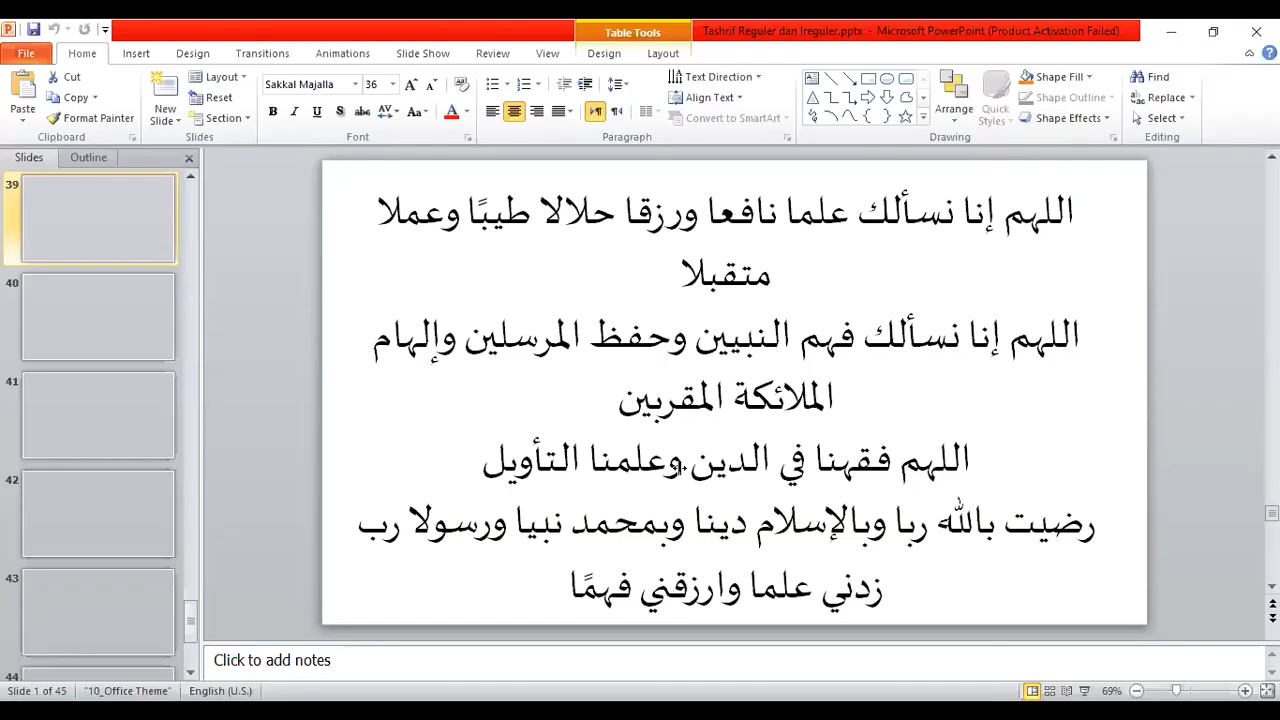 Table Tools
Tashrif Reguler dan Ireguler.pptx - Microsoft PowerPoint (Product Activation Failed)
File Home Insert Design Transitions Animations Slide Show Review View Design Layout
Cut
Copy
Format Painter
Paste
Clipboard
New Slide
Layout
Reset
Section
Slides
Sakkal Majalla 36
Font
Paragraph
Text Direction
Align Text
Convert to SmartArt
Arrange
Quick Styles
Shape Fill
Shape Outline
Shape Effects
Drawing
Find
Replace
Select
Editing
Slides Outline
39
40
41
42
43
44
اللهم إنا نسألك علما نافعا ورزقا حلالا طيبًا وعملا
متقبلا
اللهم إنا نسألك فهم النبيين وحفظ المرسلين وإلهام
الملائكة المقربين
اللهم فقهنا في الدين وعلمنا التأويل
رضيت بالله ربا وبالإسلام دينا وبمحمد نبيا ورسولا رب
زدني علما وارزقني فهمًا
Click to add notes
Slide 1 of 45 "10_Office Theme" English (U.S.) 69%